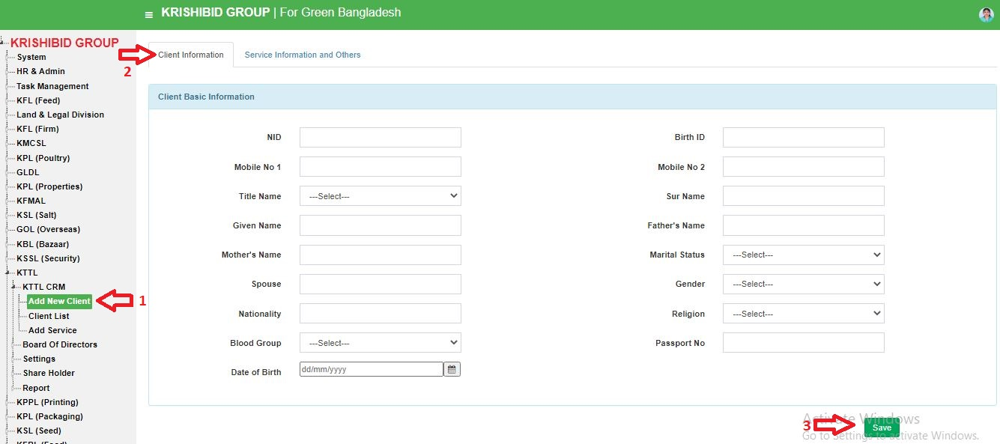 KRISHIBID GROUP | For Green Bangladesh
KRISHIBID GROUP
System
HR & Admin
Task Management
KFL (Feed)
Land & Legal Division
KFL (Firm)
KMCSL
KPL (Poultry)
GLDL
KPL (Properties)
KFMAL
KSL (Salt)
GOL (Overseas)
KBL (Bazaar)
KSSL (Security)
KTTL
KTTL CRM
Add New Client
1
Client List
Add Service
Board Of Directors
Settings
Share Holder
Report
KPPL (Printing)
KPL (Packaging)
KSL (Seed)
2
Client Information
Service Information and Others
Client Basic Information
NID
Birth ID
Mobile No 1
Mobile No 2
Title Name
---Select---
Sur Name
Given Name
Father's Name
Mother's Name
Marital Status
---Select---
Spouse
Gender
---Select---
Nationality
Religion
---Select---
Blood Group
---Select---
Passport No
Date of Birth
dd/mm/yyyy
3
Save
Activate Windows
Go to Settings to activate Windows.